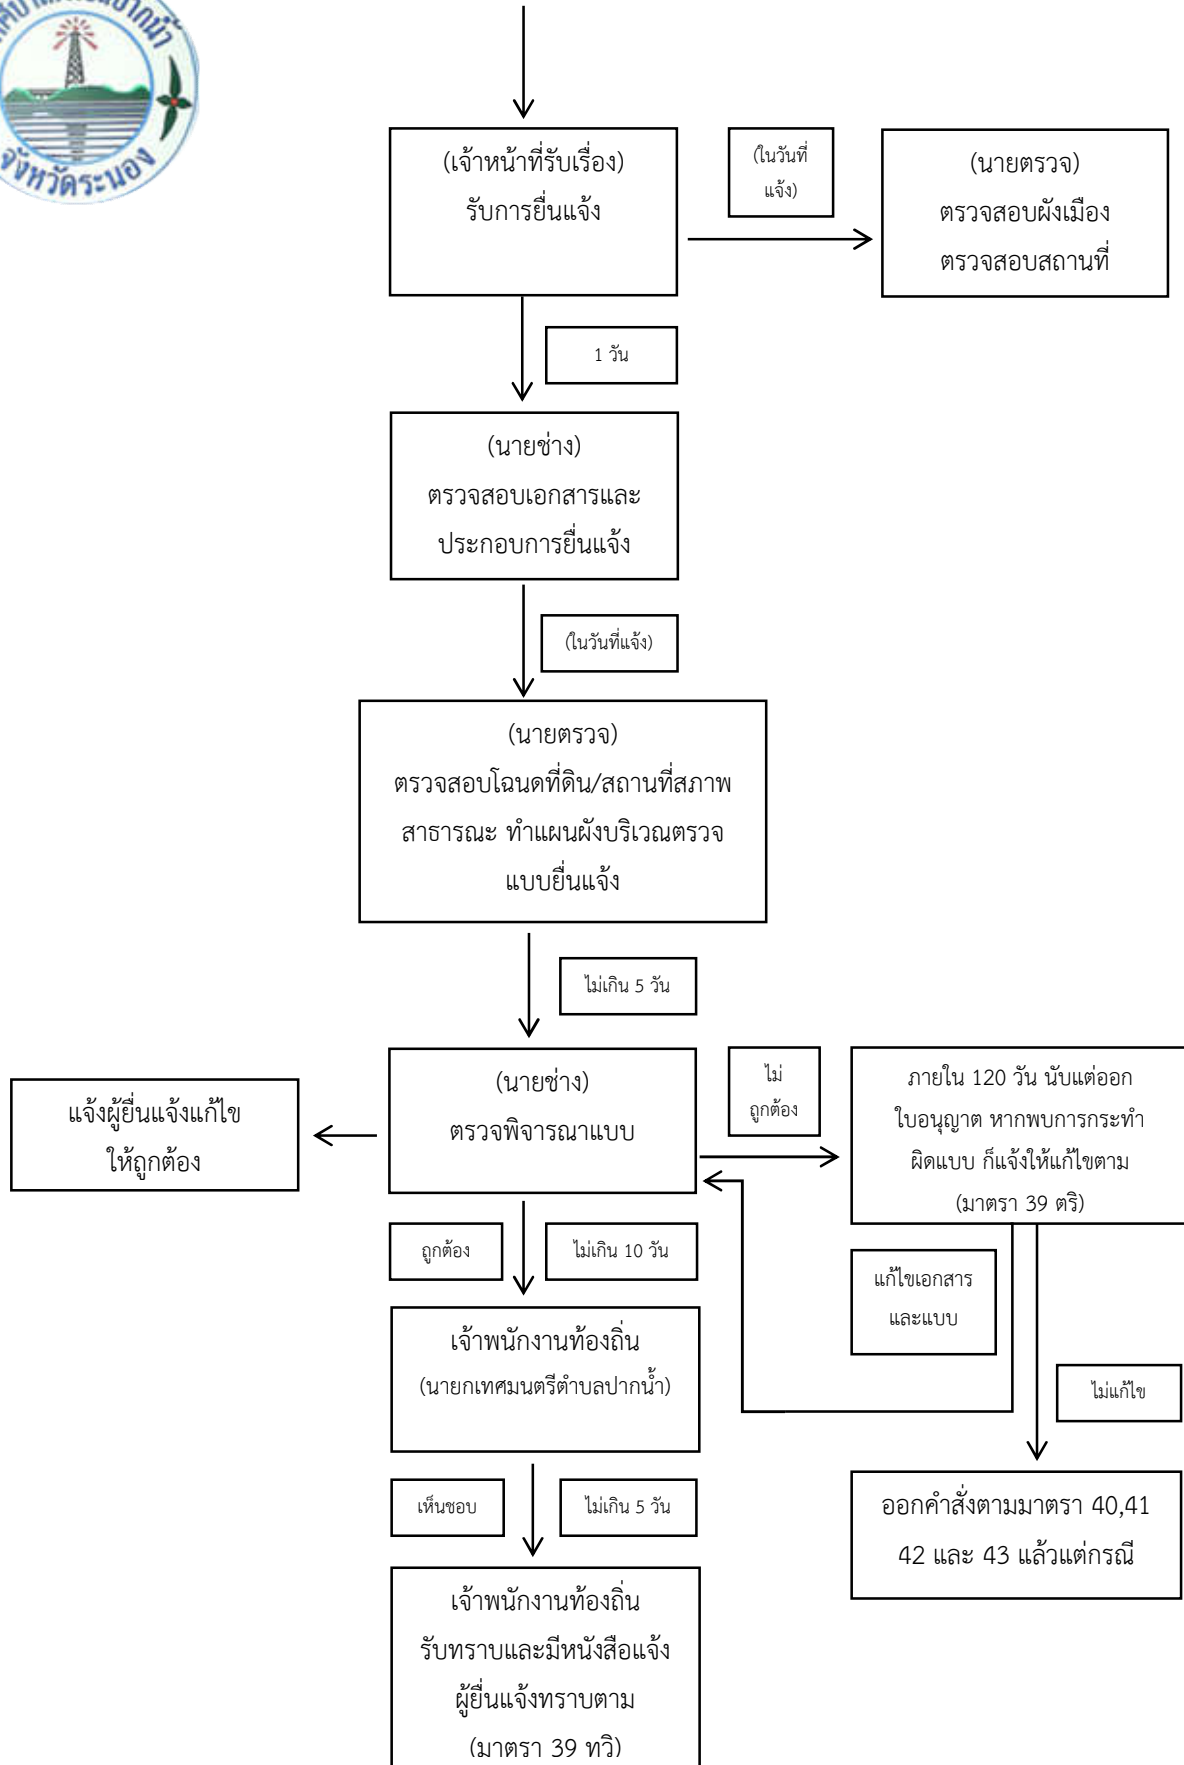 จังหวัดระนอง
(เจ้าหน้าที่รับเรื่อง)
รับการยื่นแจ้ง
(ในวันที่
แจ้ง)
(นายตรวจ)
ตรวจสอบผังเมือง
ตรวจสอบสถานที่
1 วัน
(นายช่าง)
ตรวจสอบเอกสารและ
ประกอบการยื่นแจ้ง
(ในวันที่แจ้ง)
(นายตรวจ)
ตรวจสอบโฉนดที่ดิน/สถานที่สภาพ
สาธารณะ ทำแผนผังบริเวณตรวจ
แบบยื่นแจ้ง
ไม่เกิน 5 วัน
แจ้งผู้ยื่นแจ้งแก้ไข
ให้ถูกต้อง
(นายช่าง)
ตรวจพิจารณาแบบ
ไม่
ถูกต้อง
ภายใน 120 วัน นับแต่ออก
ใบอนุญาต หากพบการกระทำ
ผิดแบบ ก็แจ้งให้แก้ไขตาม
(มาตรา 39 ตริ)
ถูกต้อง
ไม่เกิน 10 วัน
แก้ไขเอกสาร
และแบบ
เจ้าพนักงานท้องถิ่น
(นายกเทศมนตรีตำบลปากน้ำ)
ไม่แก้ไข
เห็นชอบ
ไม่เกิน 5 วัน
ออกคำสั่งตามมาตรา 40,41
42 และ 43 แล้วแต่กรณี
เจ้าพนักงานท้องถิ่น
รับทราบและมีหนังสือแจ้ง
ผู้ยื่นแจ้งทราบตาม
(มาตรา 39 ทวิ)